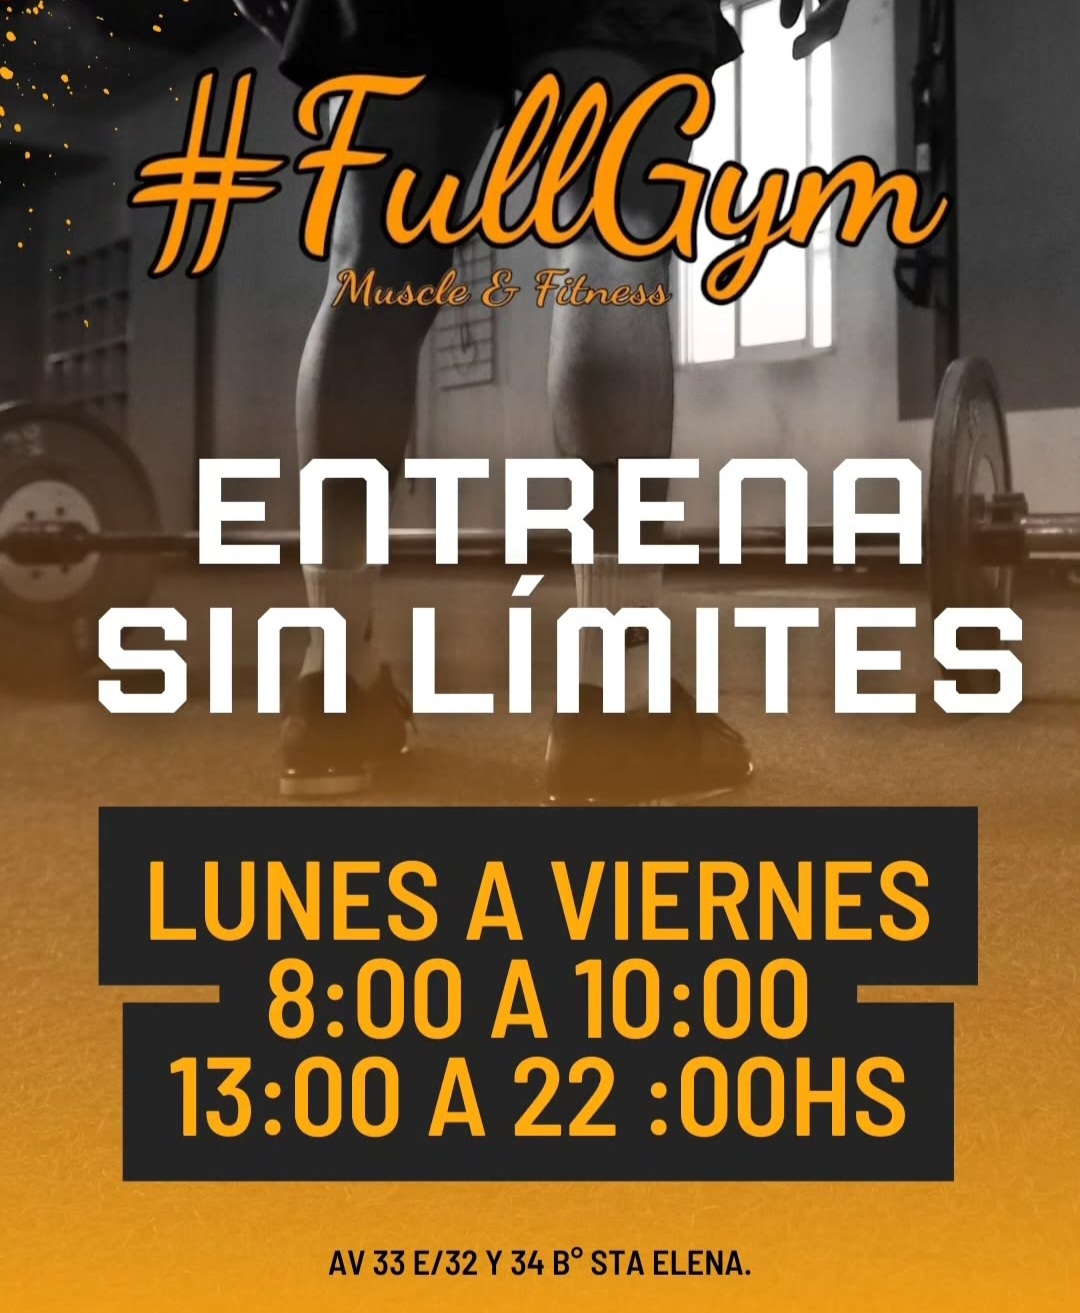 #FullGym
Muscle & Fitness
ENTRENA
SIN LÍMITES
LUNES A VIERNES
8:00 A 10:00
13:00 A 22 :00HS
AV 33 E/32 Y 34 B° STA ELENA.